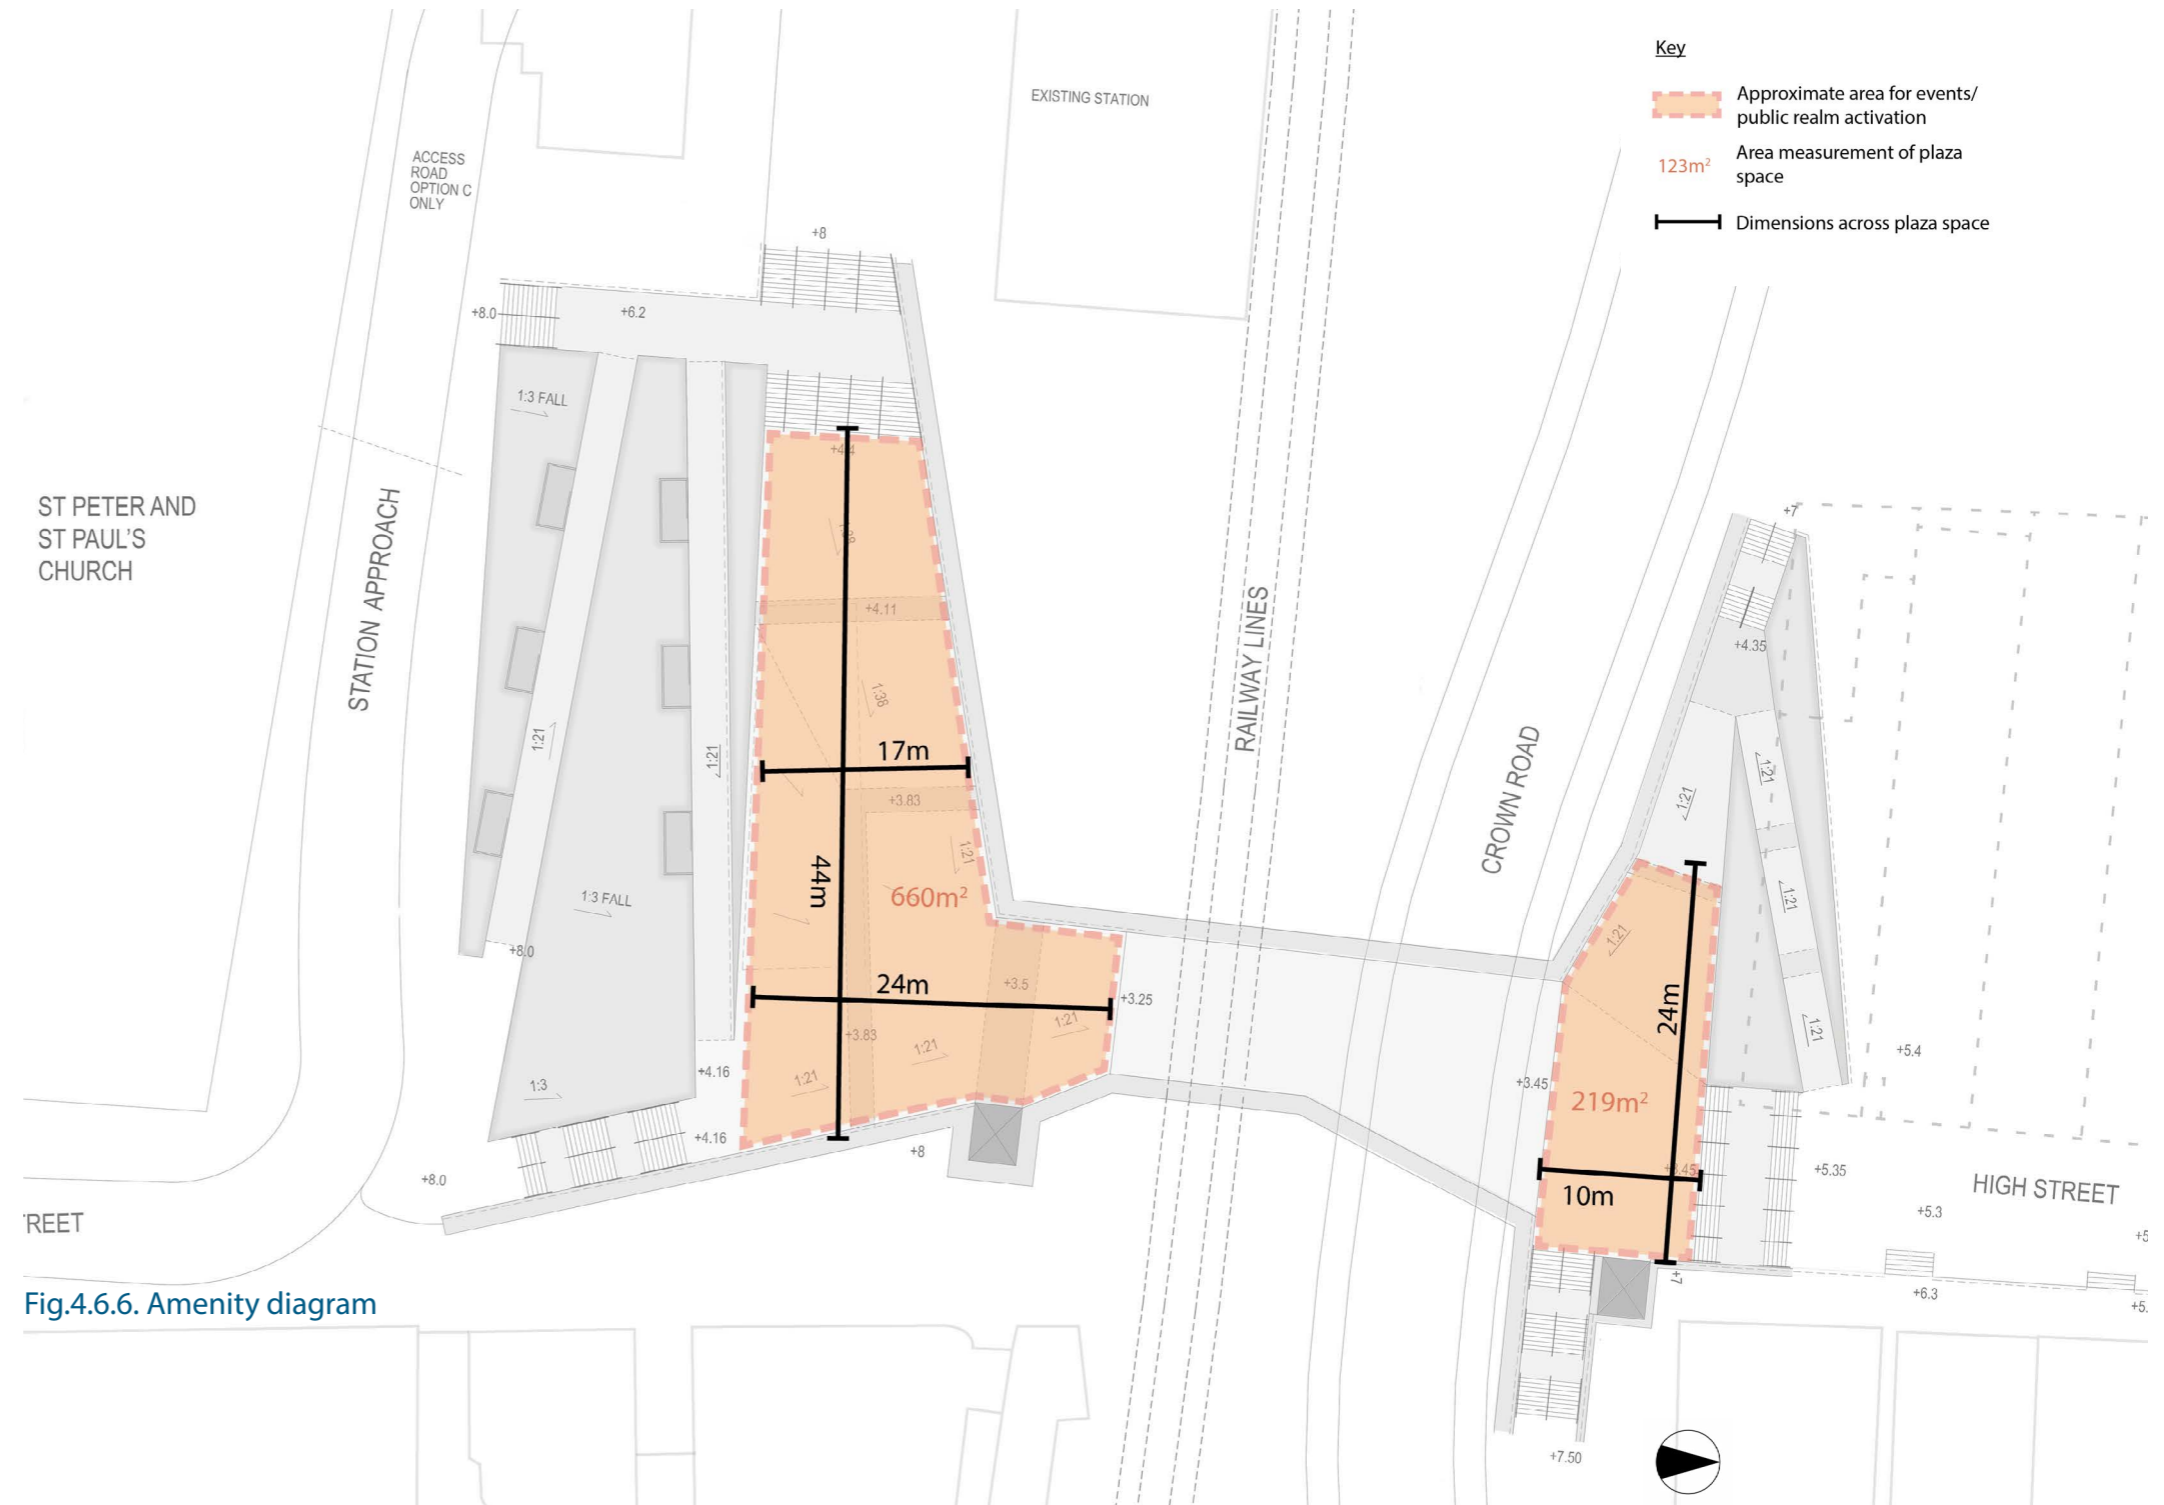 Key
Approximate area for events/
public realm activation
123m²
Area measurement of plaza
space
Dimensions across plaza space
EXISTING STATION
ACCESS
ROAD
OPTION C
ONLY
+8
+8.0
+6.2
1:3 FALL
ST PETER AND
ST PAUL'S
CHURCH
STATION APPROACH
+4.11
1:38
17m
+3.83
1:21
1:21
1:21
44m
660m²
1:3 FALL
+8.0
24m
+3.5
+3.25
1:21
+3.83
1:21
1:21
+4.16
1:3
+4.16
+8
+8.0
RAILWAY LINES
CROWN ROAD
+7
+4.35
1:21
1:21
1:21
1:21
1:21
24m
+3.45
219m²
10m
+5.4
+5.35
HIGH STREET
+5.3
+6.3
+7
+7.50
TREET
Fig.4.6.6. Amenity diagram